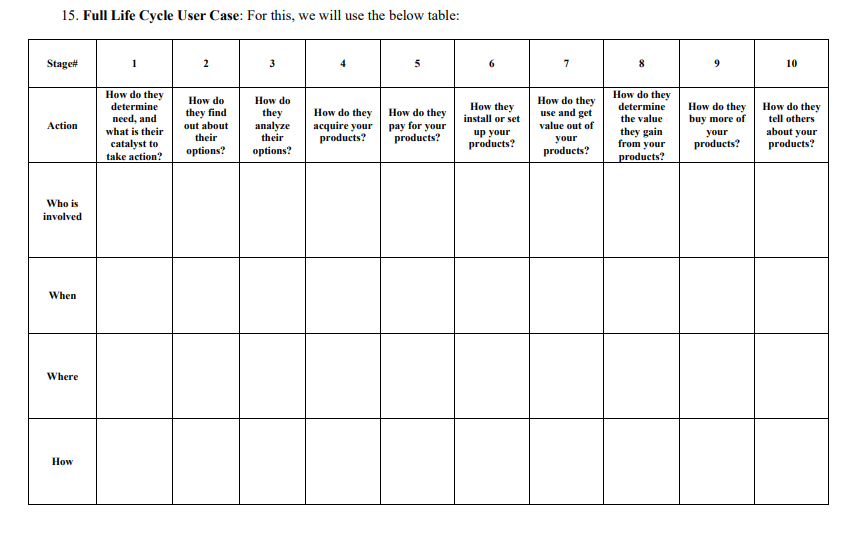 15. Full Life Cycle User Case: For this, we will use the below table:
Stage# 1 2 3 4 5 6 7 8 9 10
Action
How do they
determine
need, and
what is their
catalyst to
take action?
How do
they find
out about
their
options?
How do
they
analyze
their
options?
How do they
acquire your
products?
How do they
pay for your
products?
How they
install or set
up your
products?
How do they
use and get
value out of
your
products?
How do they
determine
the value
they gain
from your
products?
How do they
buy more of
your
products?
How do they
tell others
about your
products?
Who is
involved
When
Where
How